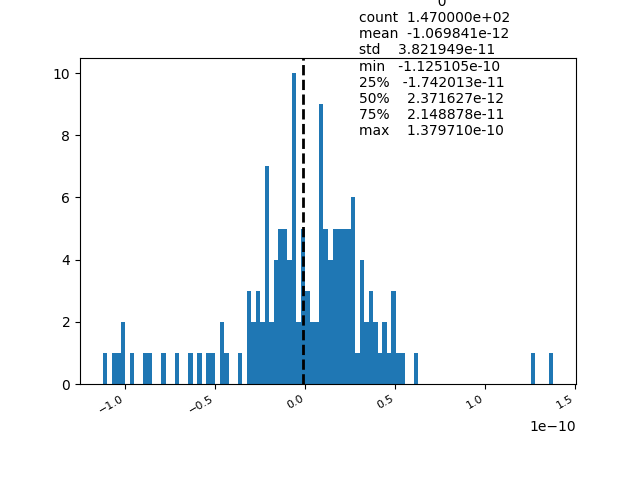 0
count 1.470000e+02
mean -1.069841e-12
std 3.821949e-11
min -1.125105e-10
25% -1.742013e-11
50% 2.371627e-12
75% 2.148878e-11
max 1.379710e-10
10
8
6
4
2
0
−1.0 −0.5 0.0 0.5 1.0 1.5
1e−10